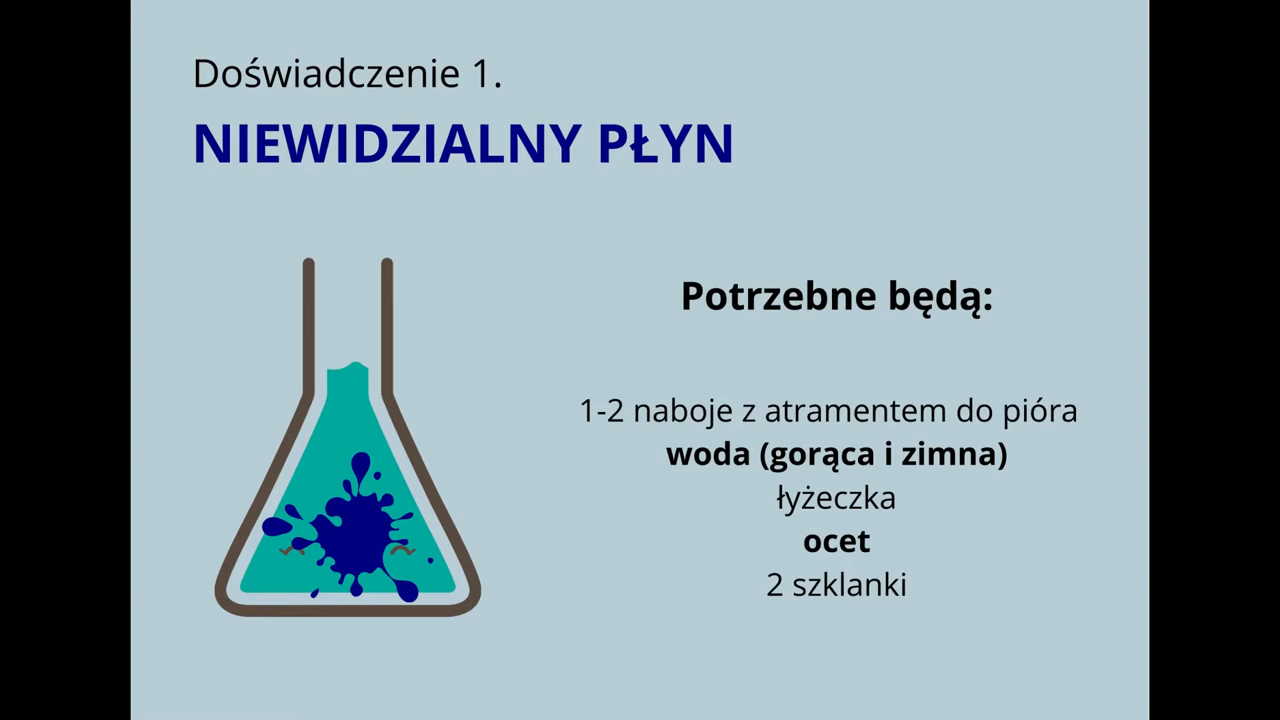 Doświadczenie 1.
NIEWIDZIALNY PŁYN
Potrzebne będą:
1-2 naboje z atramentem do pióra
woda (gorąca i zimna)
łyżeczka
ocet
2 szklanki